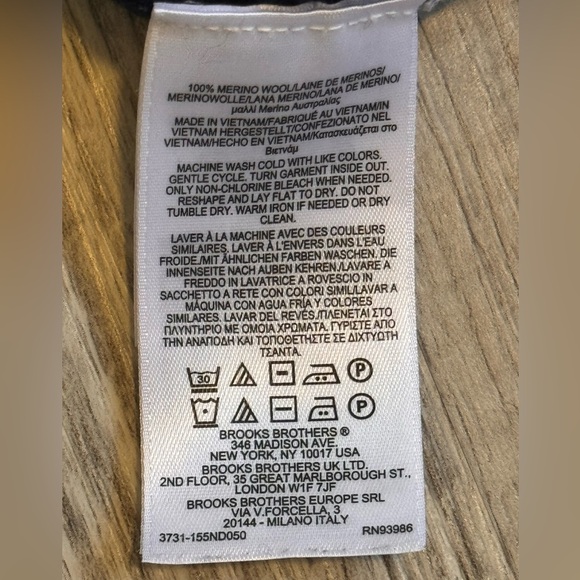 100% MERINO WOOL/LAINE DE MERINOS/
MERINOWOLLE/LANA MERINO/LANA DE MERINO/
μαλλί Merino Αυστραλίας
MADE IN VIETNAM/FABRIQUÉ AU VIETNAM/IN
VIETNAM HERGESTELLT/CONFEZIONATO NEL
VIETNAM/HECHO EN VIETNAM/Κατασκευάζεται στο
Βιετνάμ
MACHINE WASH COLD WITH LIKE COLORS.
GENTLE CYCLE. TURN GARMENT INSIDE OUT.
ONLY NON-CHLORINE BLEACH WHEN NEEDED.
RESHAPE AND LAY FLAT TO DRY. DO NOT
TUMBLE DRY. WARM IRON IF NEEDED OR DRY
CLEAN.
LAVER À LA MACHINE AVEC DES COULEURS
SIMILAIRES. LAVER À L'ENVERS DANS L'EAU
FROIDE/MIT ÄHNLICHEN FARBEN WASCHEN. DIE
INNENSEITE NACH AUßEN KEHREN/LAVARE A
FREDDO IN LAVATRICE A ROVESCIO IN
SACCHETTO A RETE CON COLORI SIMIL/LAVAR A
MÁQUINA CON AGUA FRÍA Y COLORES
SIMILARES. LAVAR DEL REVÉS/ΠΛΕΝΕΤΑΙ ΣΤΟ
ΠΛΥΝΤΗΡΙΟ ΜΕ ΟΜΟΙΑ ΧΡΩΜΑΤΑ. ΓΥΡΙΣΤΕ ΑΠΟ
ΤΗΝ ΑΝΑΠΟΔΗ ΚΑΙ ΤΟΠΟΘΕΤΗΣΤΕ ΣΕ ΔΙΧΤΥΩΤΗ
ΤΣΑΝΤΑ.
30 P
P
BROOKS BROTHERS ®
346 MADISON AVE.
NEW YORK, NY 10017 USA
BROOKS BROTHERS UK LTD.
2ND FLOOR, 35 GREAT MARLBOROUGH ST.,
LONDON W1F 7JF
BROOKS BROTHERS EUROPE SRL
VIA V.FORCELLA, 3
20144 - MILANO ITALY
3731-155ND050 RN93986